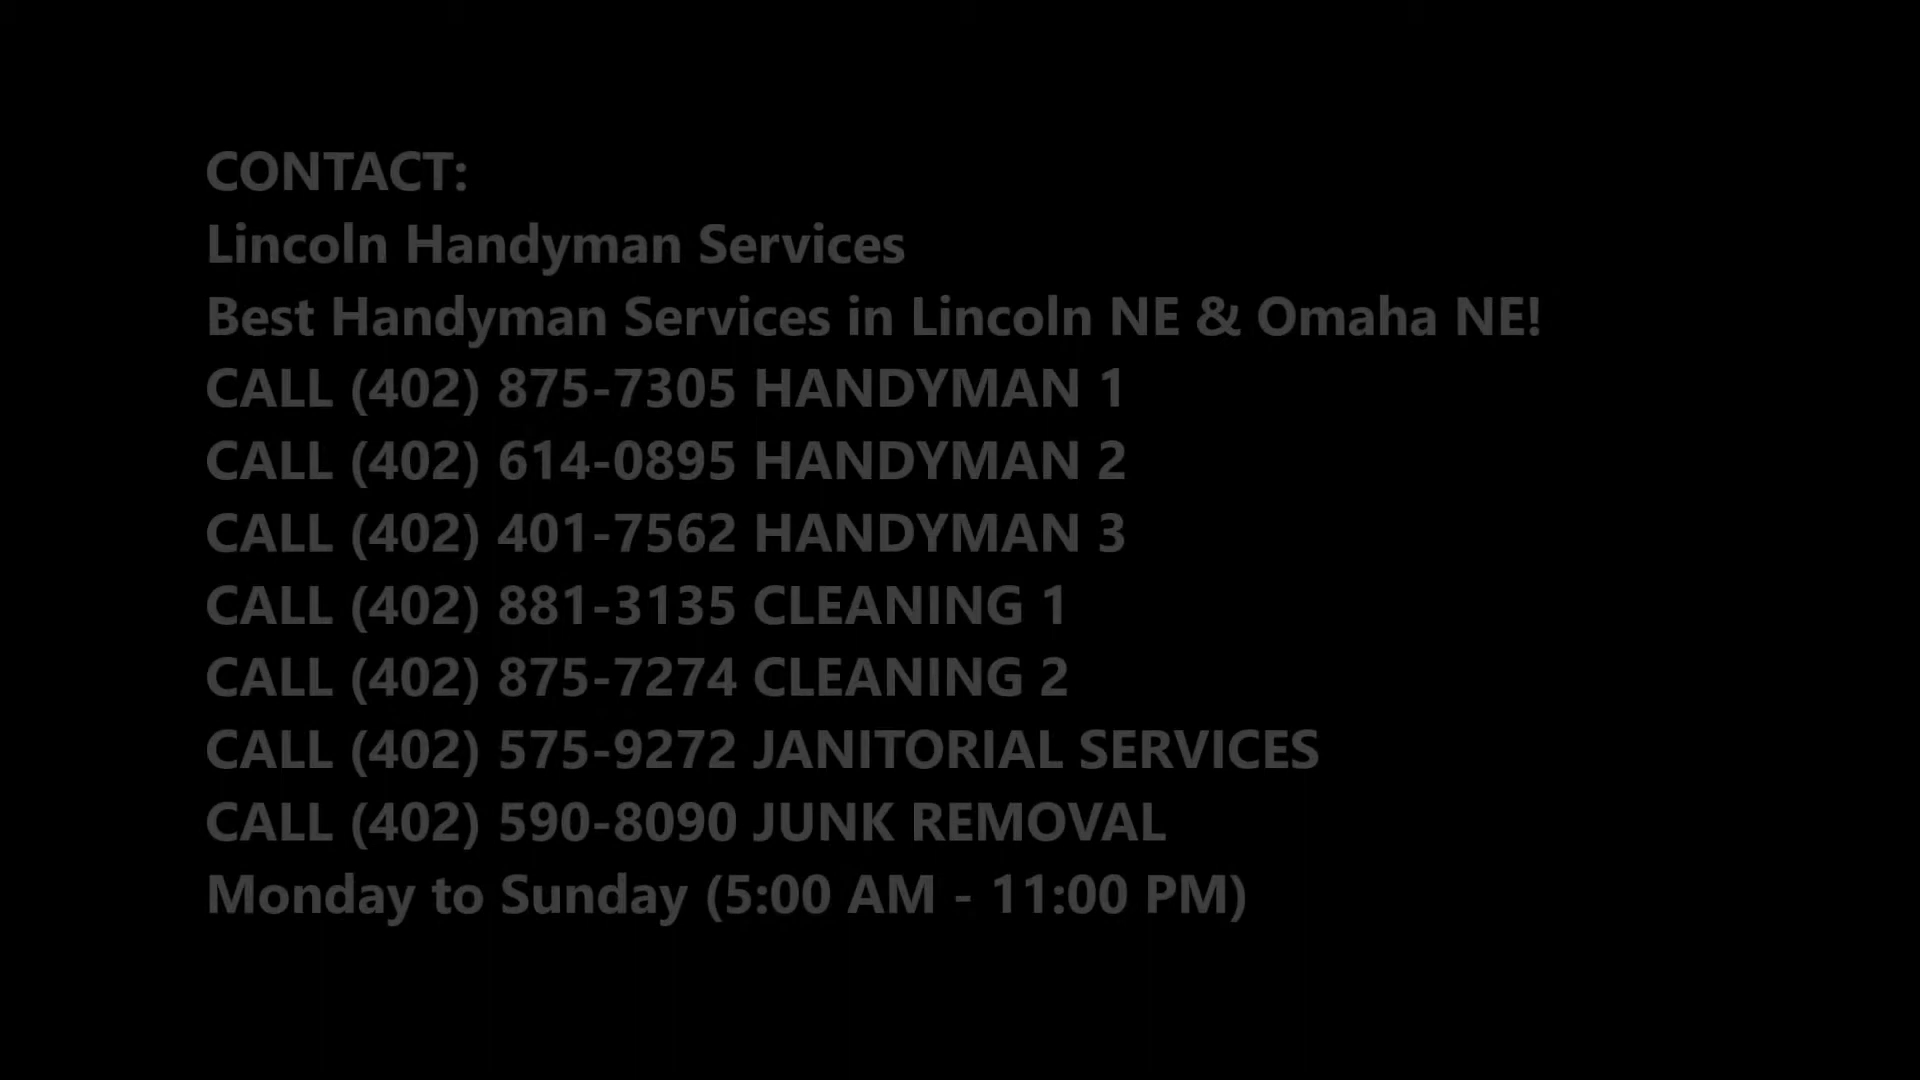 CONTACT:
Lincoln Handyman Services
Best Handyman Services in Lincoln NE & Omaha NE!
CALL (402) 875-7305 HANDYMAN 1
CALL (402) 614-0895 HANDYMAN 2
CALL (402) 401-7562 HANDYMAN 3
CALL (402) 881-3135 CLEANING 1
CALL (402) 875-7274 CLEANING 2
CALL (402) 575-9272 JANITORIAL SERVICES
CALL (402) 590-8090 JUNK REMOVAL
Monday to Sunday (5:00 AM - 11:00 PM)